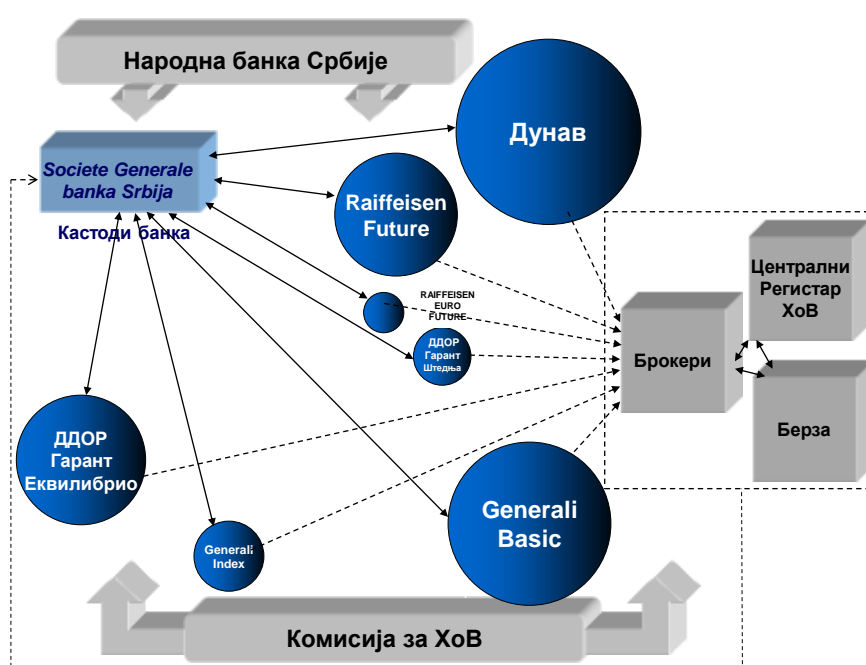 Народна банка Србије
Дунав
Societe Generale
banka Srbija
Кастоди банка
Raiffeisen
Future
RAIFFEISEN
EURO
FUTURE
ДДОР
Гарант
Штедња
Централни
Регистар
ХоВ
Брокери
Берза
ДДОР
Гарант
Еквилибрио
Generali
Basic
Generali
Index
Комисија за ХоВ